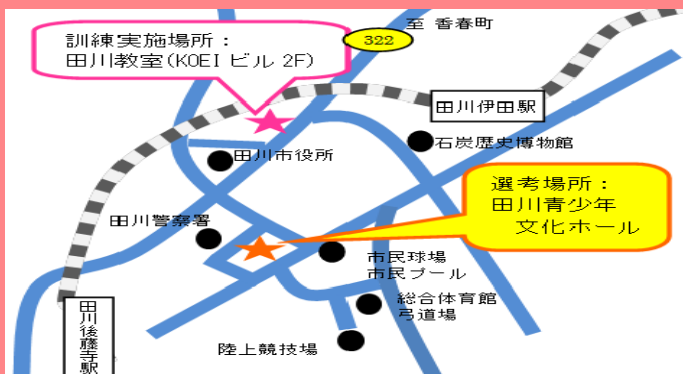 至 香春町
322
訓練実施場所：
田川教室(KOEI ビル 2F)
田川伊田駅
石炭歴史博物館
田川市役所
選考場所：
田川青少年
文化ホール
田川警察署
市民球場
市民プール
総合体育館
弓道場
陸上競技場
田川後藤寺駅